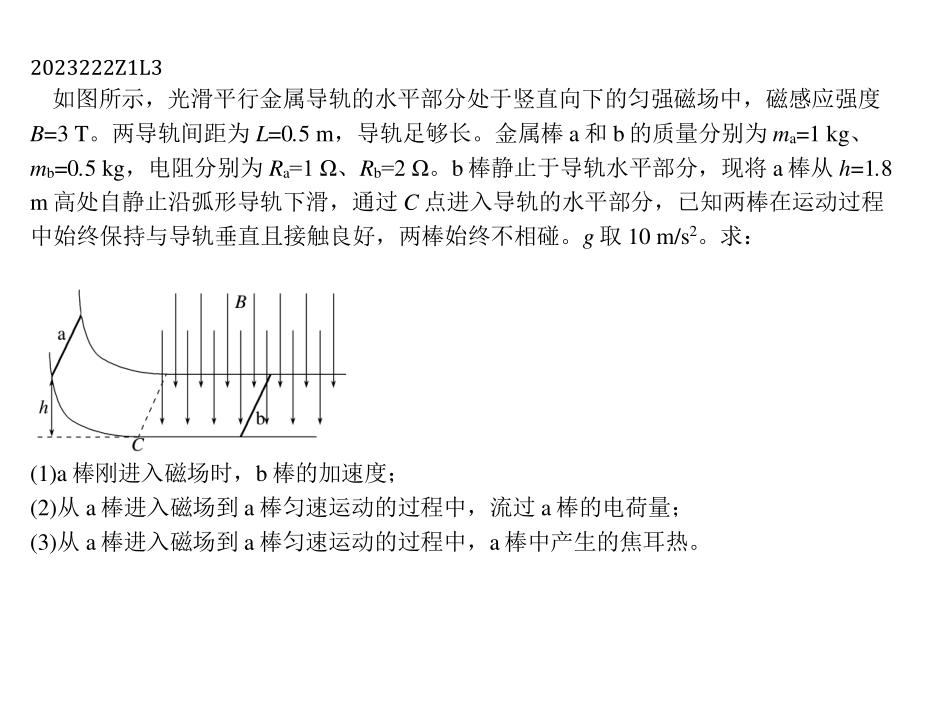 2023222Z1L3
如图所示，光滑平行金属导轨的水平部分处于竖直向下的匀强磁场中，磁感应强度
B=3 T。两导轨间距为 L=0.5 m，导轨足够长。金属棒 a 和 b 的质量分别为 mₐ=1 kg、
m_b=0.5 kg，电阻分别为 Rₐ=1 Ω、R_b=2 Ω。b 棒静止于导轨水平部分，现将 a 棒从 h=1.8
m 高处自静止沿弧形导轨下滑，通过 C 点进入导轨的水平部分，已知两棒在运动过程
中始终保持与导轨垂直且接触良好，两棒始终不相碰。g 取 10 m/s²。求：
B
a
h
b
C
(1)a 棒刚进入磁场时，b 棒的加速度；
(2)从 a 棒进入磁场到 a 棒匀速运动的过程中，流过 a 棒的电荷量；
(3)从 a 棒进入磁场到 a 棒匀速运动的过程中，a 棒中产生的焦耳热。